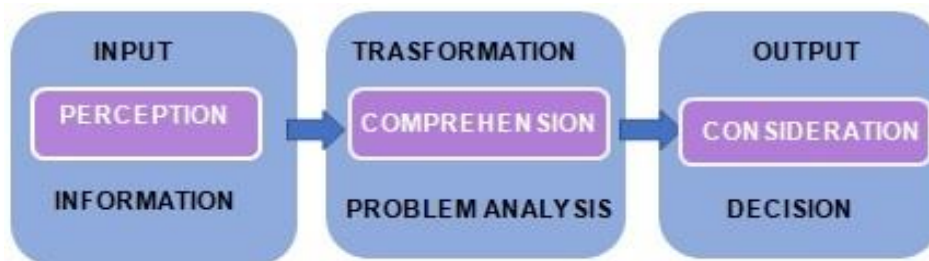 INPUT
PERCEPTION
INFORMATION
TRASFORMATION
COMPREHENSION
PROBLEM ANALYSIS
OUTPUT
CONSIDERATION
DECISION